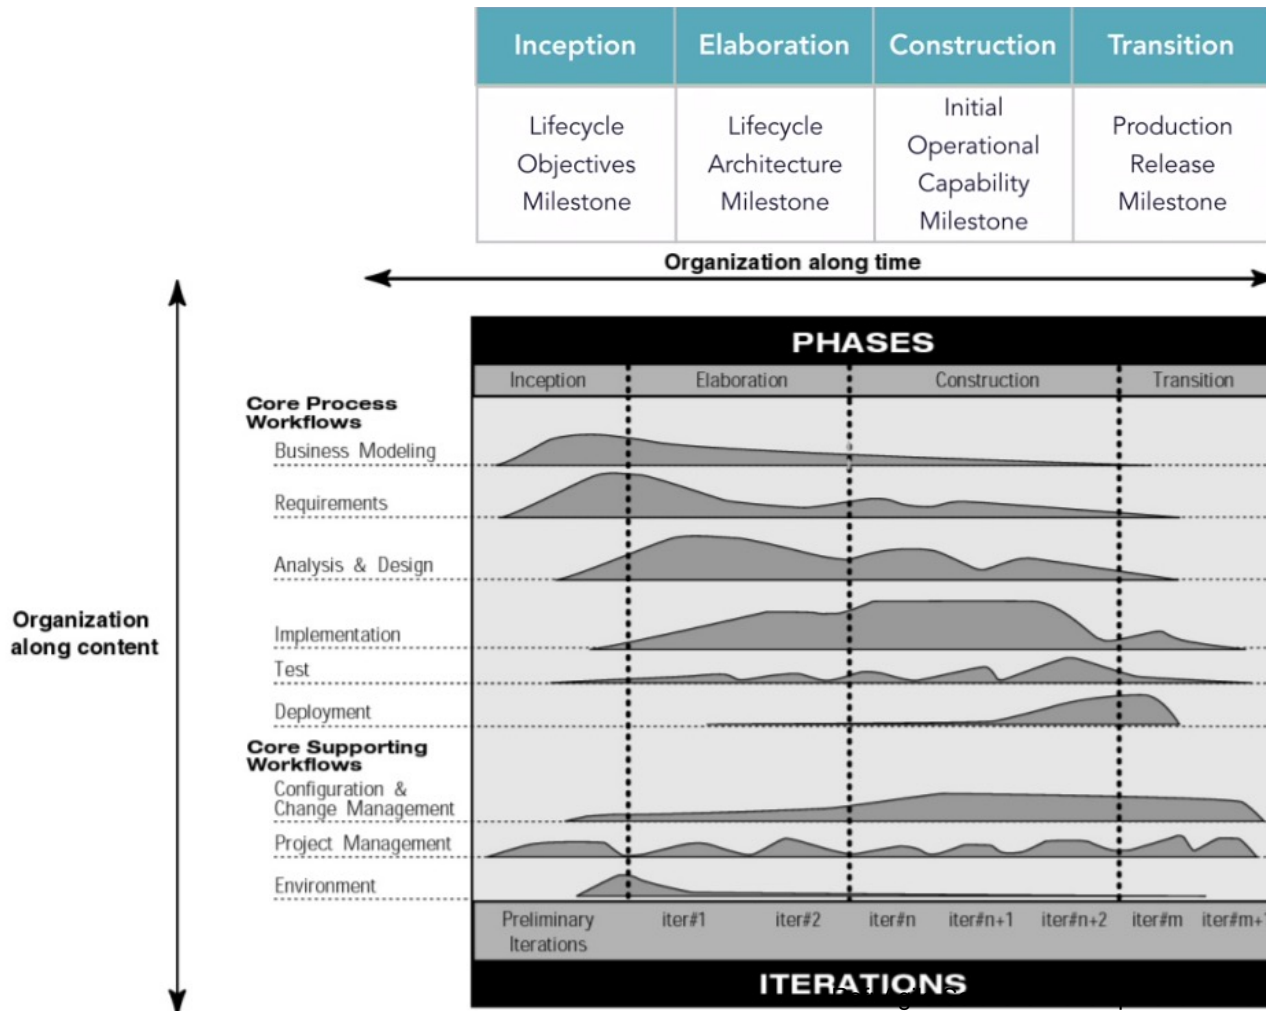 Inception Elaboration Construction Transition
Lifecycle
Objectives
Milestone
Lifecycle
Architecture
Milestone
Initial
Operational
Capability
Milestone
Production
Release
Milestone
Organization along time
Organization
along content
PHASES
Inception Elaboration Construction Transition
Core Process
Workflows
Business Modeling
Requirements
Analysis & Design
Implementation
Test
Deployment
Core Supporting
Workflows
Configuration &
Change Management
Project Management
Environment
Preliminary
Iterations
iter#1 iter#2 iter#n iter#n+1 iter#n+2 iter#m iter#m+1
ITERATIONS